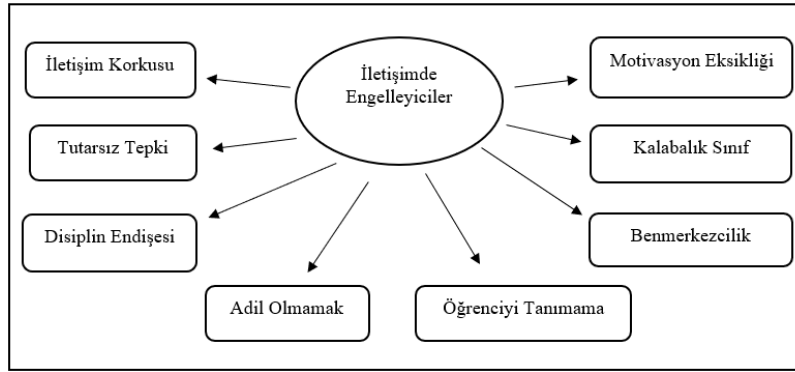 İletişimde
Engelleyiciler
İletişim Korkusu
Motivasyon Eksikliği
Tutarsız Tepki
Kalabalık Sınıf
Disiplin Endişesi
Benmerkezcilik
Adil Olmamak
Öğrenciyi Tanımama